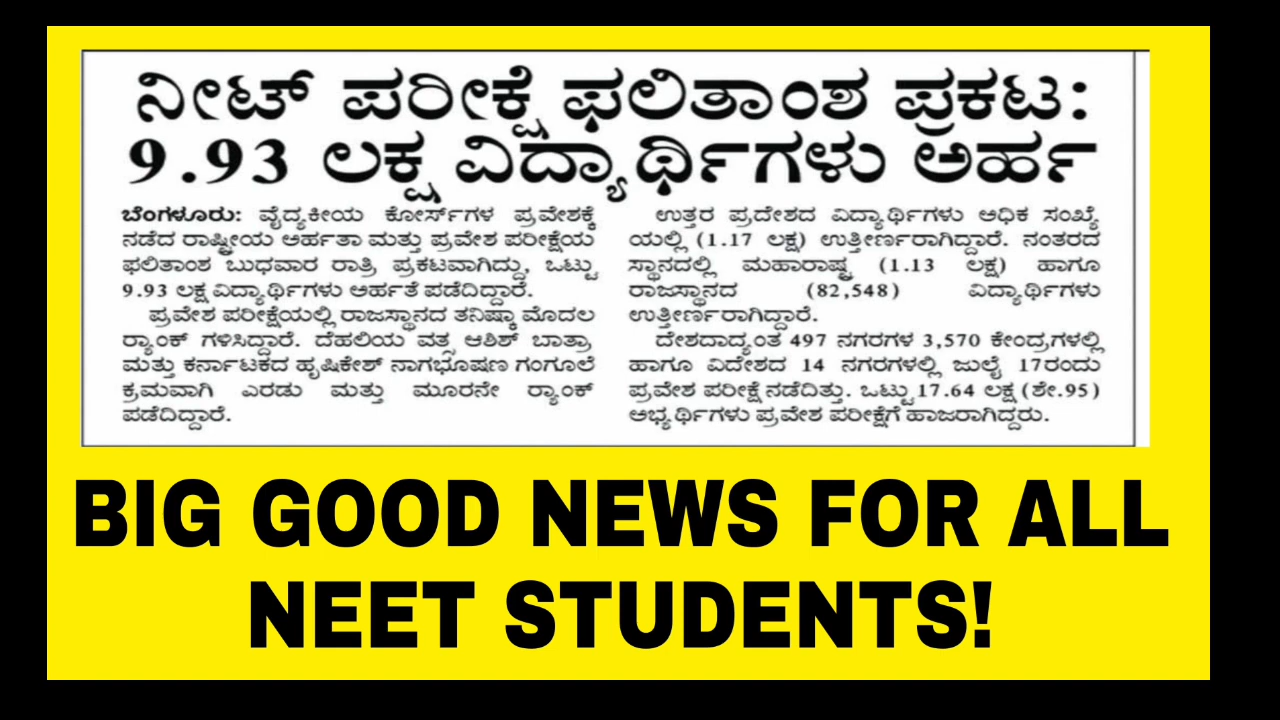 ನೀಟ್ ಪರೀಕ್ಷೆ ಫಲಿತಾಂಶ ಪ್ರಕಟ:
9.93 ಲಕ್ಷ ವಿದ್ಯಾರ್ಥಿಗಳು ಅರ್ಹ
ಬೆಂಗಳೂರು: ವೈದ್ಯಕೀಯ ಕೋರ್ಸ್‌ಗಳ ಪ್ರವೇಶಕ್ಕೆ
ನಡೆದ ರಾಷ್ಟ್ರೀಯ ಅರ್ಹತಾ ಮತ್ತು ಪ್ರವೇಶ ಪರೀಕ್ಷೆಯ
ಫಲಿತಾಂಶ ಬುಧವಾರ ರಾತ್ರಿ ಪ್ರಕಟವಾಗಿದ್ದು, ಒಟ್ಟು
9.93 ಲಕ್ಷ ವಿದ್ಯಾರ್ಥಿಗಳು ಅರ್ಹತೆ ಪಡೆದಿದ್ದಾರೆ.
ಪ್ರವೇಶ ಪರೀಕ್ಷೆಯಲ್ಲಿ ರಾಜಸ್ಥಾನದ ತನಿಷ್ಕಾ ಮೊದಲ
ರ‍್ಯಾಂಕ್ ಗಳಿಸಿದ್ದಾರೆ. ದೆಹಲಿಯ ವತ್ಸ ಆಶಿಶ್ ಬಾತ್ರಾ
ಮತ್ತು ಕರ್ನಾಟಕದ ಹೃಷಿಕೇಶ್ ನಾಗಭೂಷಣ ಗಂಗೂಲೆ
ಕ್ರಮವಾಗಿ ಎರಡು ಮತ್ತು ಮೂರನೇ ರ‍್ಯಾಂಕ್
ಪಡೆದಿದ್ದಾರೆ.
ಉತ್ತರ ಪ್ರದೇಶದ ವಿದ್ಯಾರ್ಥಿಗಳು ಅಧಿಕ ಸಂಖ್ಯೆ
ಯಲ್ಲಿ (1.17 ಲಕ್ಷ) ಉತ್ತೀರ್ಣರಾಗಿದ್ದಾರೆ. ನಂತರದ
ಸ್ಥಾನದಲ್ಲಿ ಮಹಾರಾಷ್ಟ್ರ (1.13 ಲಕ್ಷ) ಹಾಗೂ
ರಾಜಸ್ಥಾನದ (82,548) ವಿದ್ಯಾರ್ಥಿಗಳು
ಉತ್ತೀರ್ಣರಾಗಿದ್ದಾರೆ.
ದೇಶದಾದ್ಯಂತ 497 ನಗರಗಳ 3,570 ಕೇಂದ್ರಗಳಲ್ಲಿ
ಹಾಗೂ ವಿದೇಶದ 14 ನಗರಗಳಲ್ಲಿ ಜುಲೈ 17ರಂದು
ಪ್ರವೇಶ ಪರೀಕ್ಷೆ ನಡೆದಿತ್ತು. ಒಟ್ಟು 17.64 ಲಕ್ಷ (ಶೇ.95)
ಅಭ್ಯರ್ಥಿಗಳು ಪ್ರವೇಶ ಪರೀಕ್ಷೆಗೆ ಹಾಜರಾಗಿದ್ದರು.
BIG GOOD NEWS FOR ALL
NEET STUDENTS!